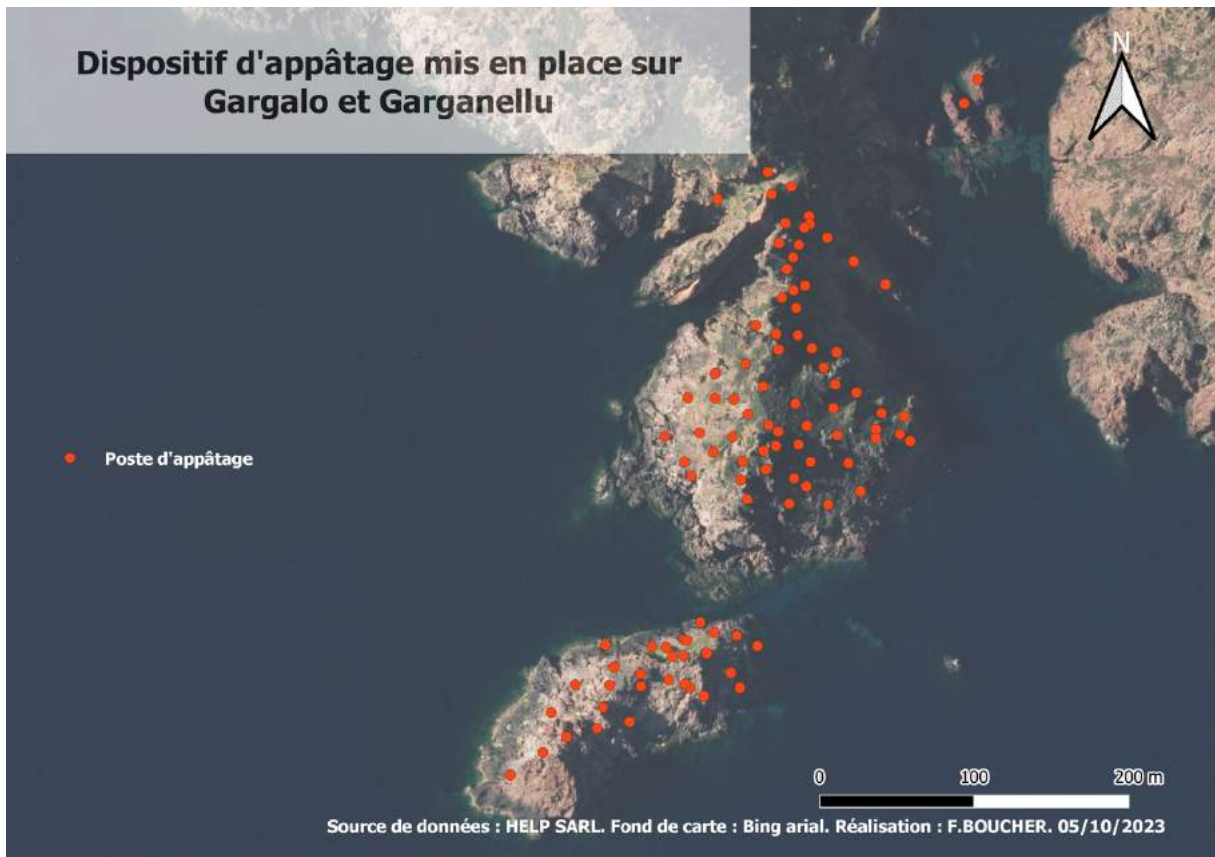 Dispositif d'appâtage mis en place sur
Gargalo et Garganellu
N
Poste d'appâtage
0 100 200 m
Source de données : HELP SARL. Fond de carte : Bing arial. Réalisation : F.BOUCHER. 05/10/2023